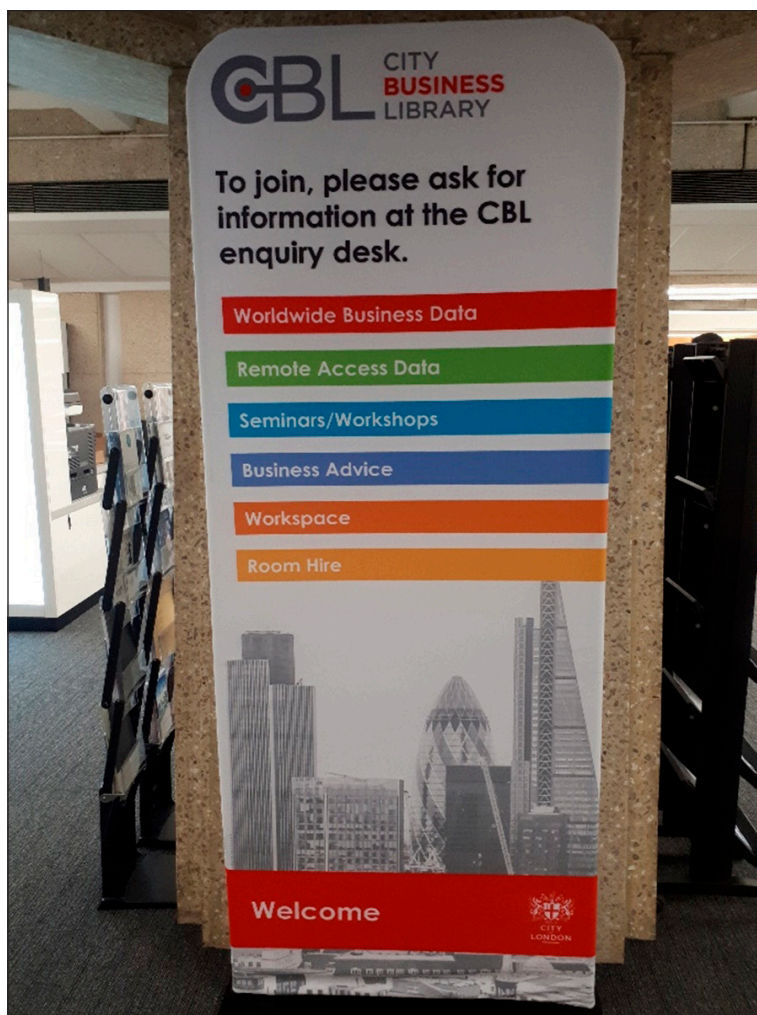 CBL
CITY
BUSINESS
LIBRARY
To join, please ask for
information at the CBL
enquiry desk.
Worldwide Business Data
Remote Access Data
Seminars/Workshops
Business Advice
Workspace
Room Hire
Welcome
CITY
LONDON